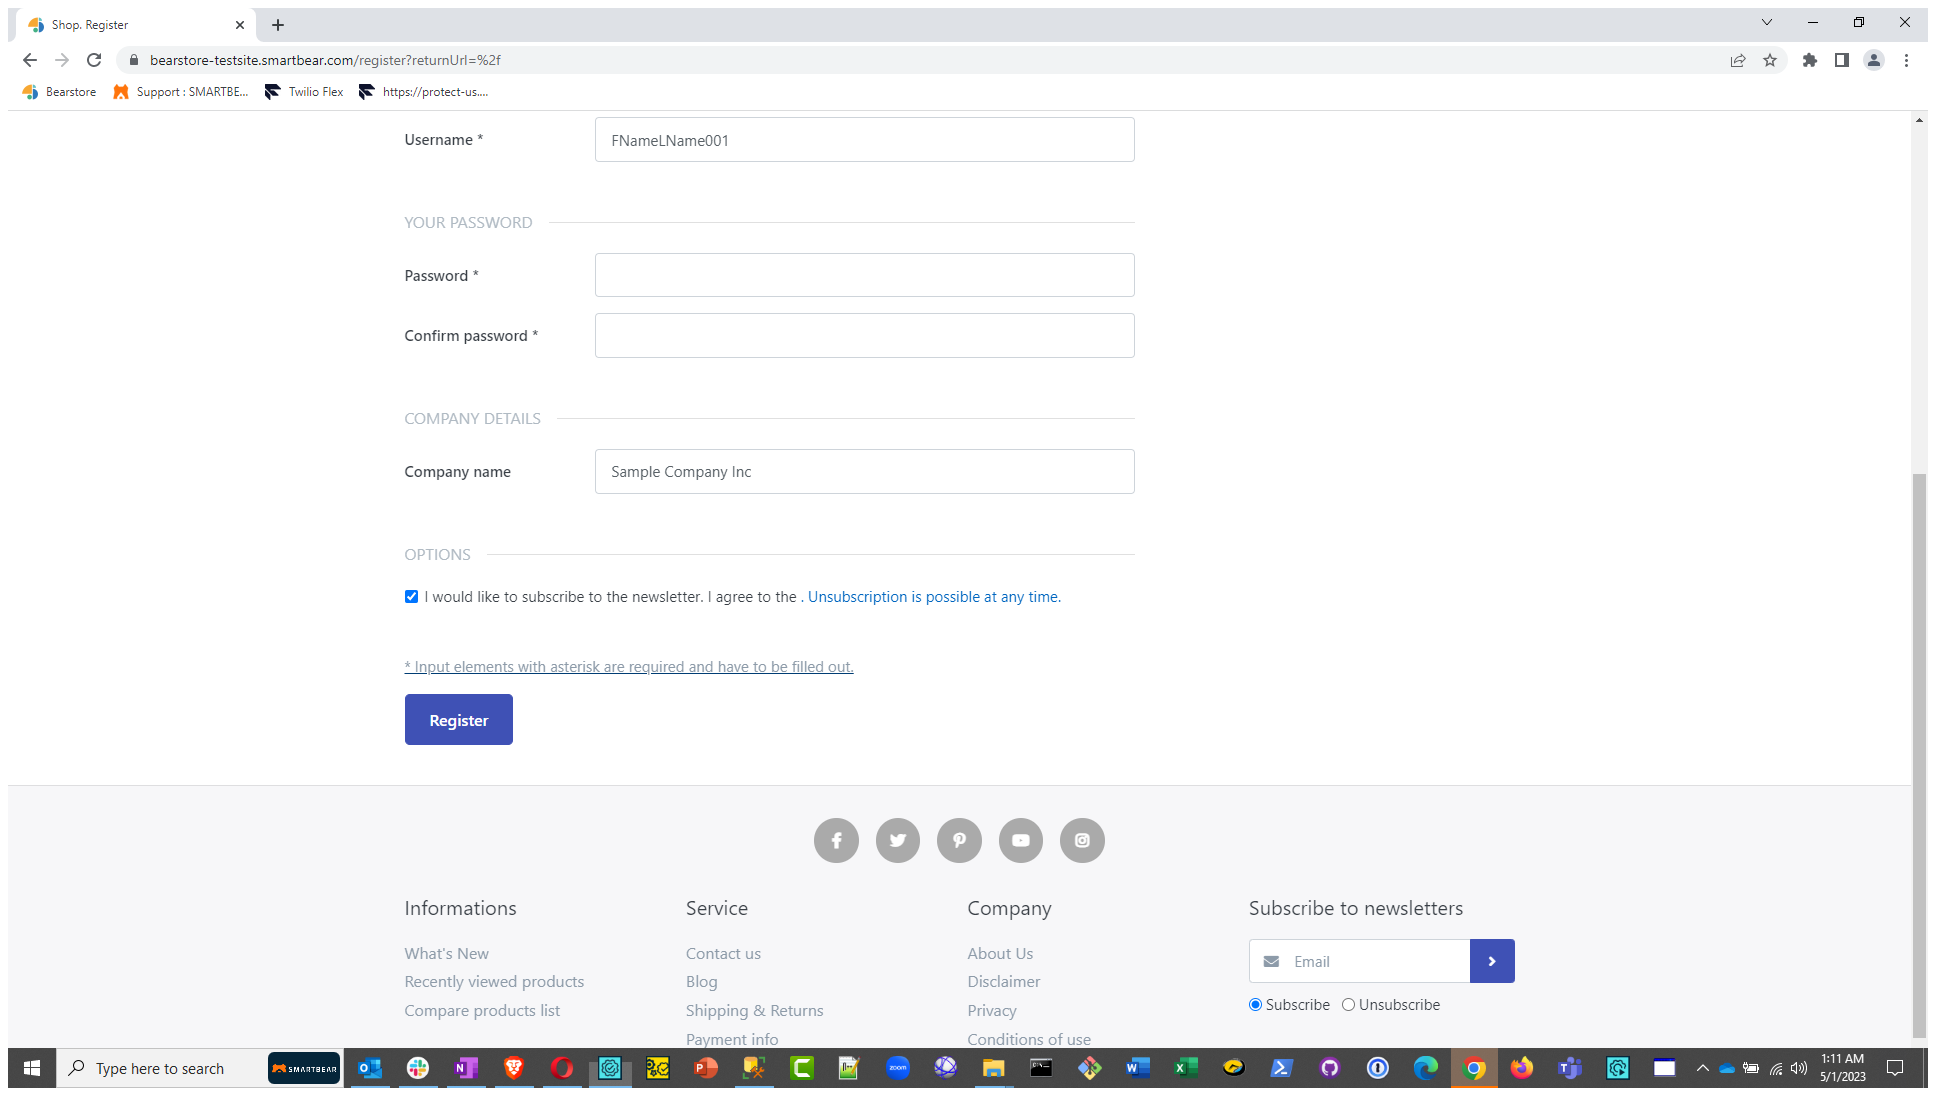 Shop. Register
bearstore-testsite.smartbear.com/register?returnUrl=%2f
Bearstore
Support : SMARTBE...
Twilio Flex
https://protect-us....
Username *
FNameLName001
YOUR PASSWORD
Password *
Confirm password *
COMPANY DETAILS
Company name
Sample Company Inc
OPTIONS
I would like to subscribe to the newsletter. I agree to the . Unsubscription is possible at any time.
* Input elements with asterisk are required and have to be filled out.
Register
Informations
What's New
Recently viewed products
Compare products list
Service
Contact us
Blog
Shipping & Returns
Payment info
Company
About Us
Disclaimer
Privacy
Conditions of use
Subscribe to newsletters
Email
Subscribe
Unsubscribe
Type here to search
SMARTBEAR
zoom
1:11 AM
5/1/2023